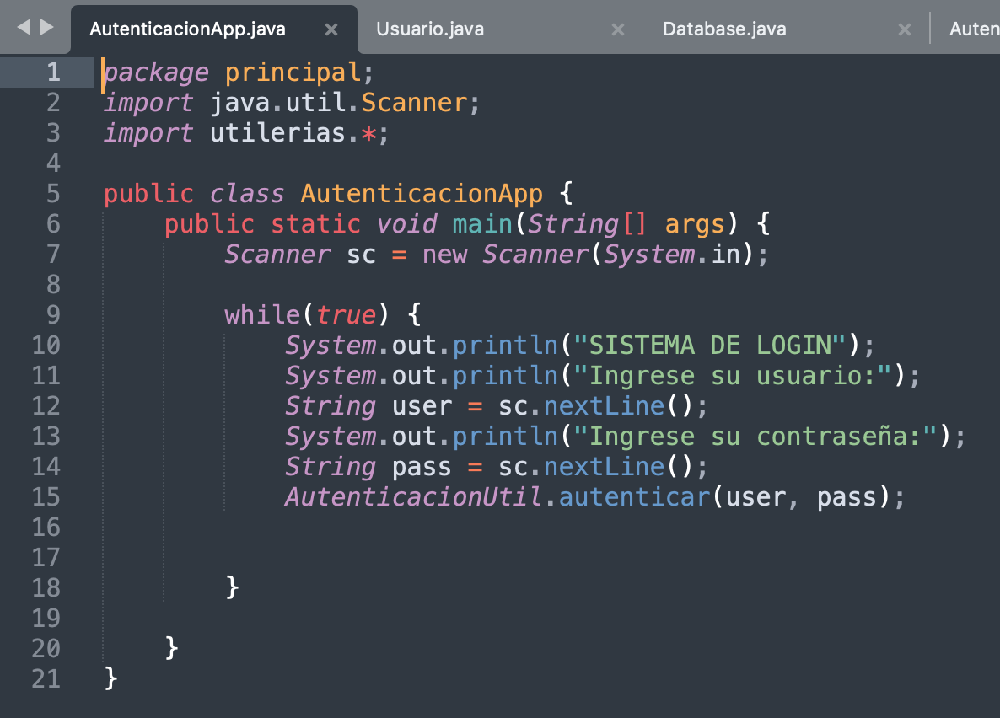 AutenticacionApp.java × Usuario.java × Database.java ×
1 package principal;
2 import java.util.Scanner;
3 import utilerias.*;
4
5 public class AutenticacionApp {
6     public static void main(String[] args) {
7         Scanner sc = new Scanner(System.in);
8
9         while(true) {
10             System.out.println("SISTEMA DE LOGIN");
11             System.out.println("Ingrese su usuario:");
12             String user = sc.nextLine();
13             System.out.println("Ingrese su contraseña:");
14             String pass = sc.nextLine();
15             AutenticacionUtil.autenticar(user, pass);
16
17
18         }
19
20     }
21 }